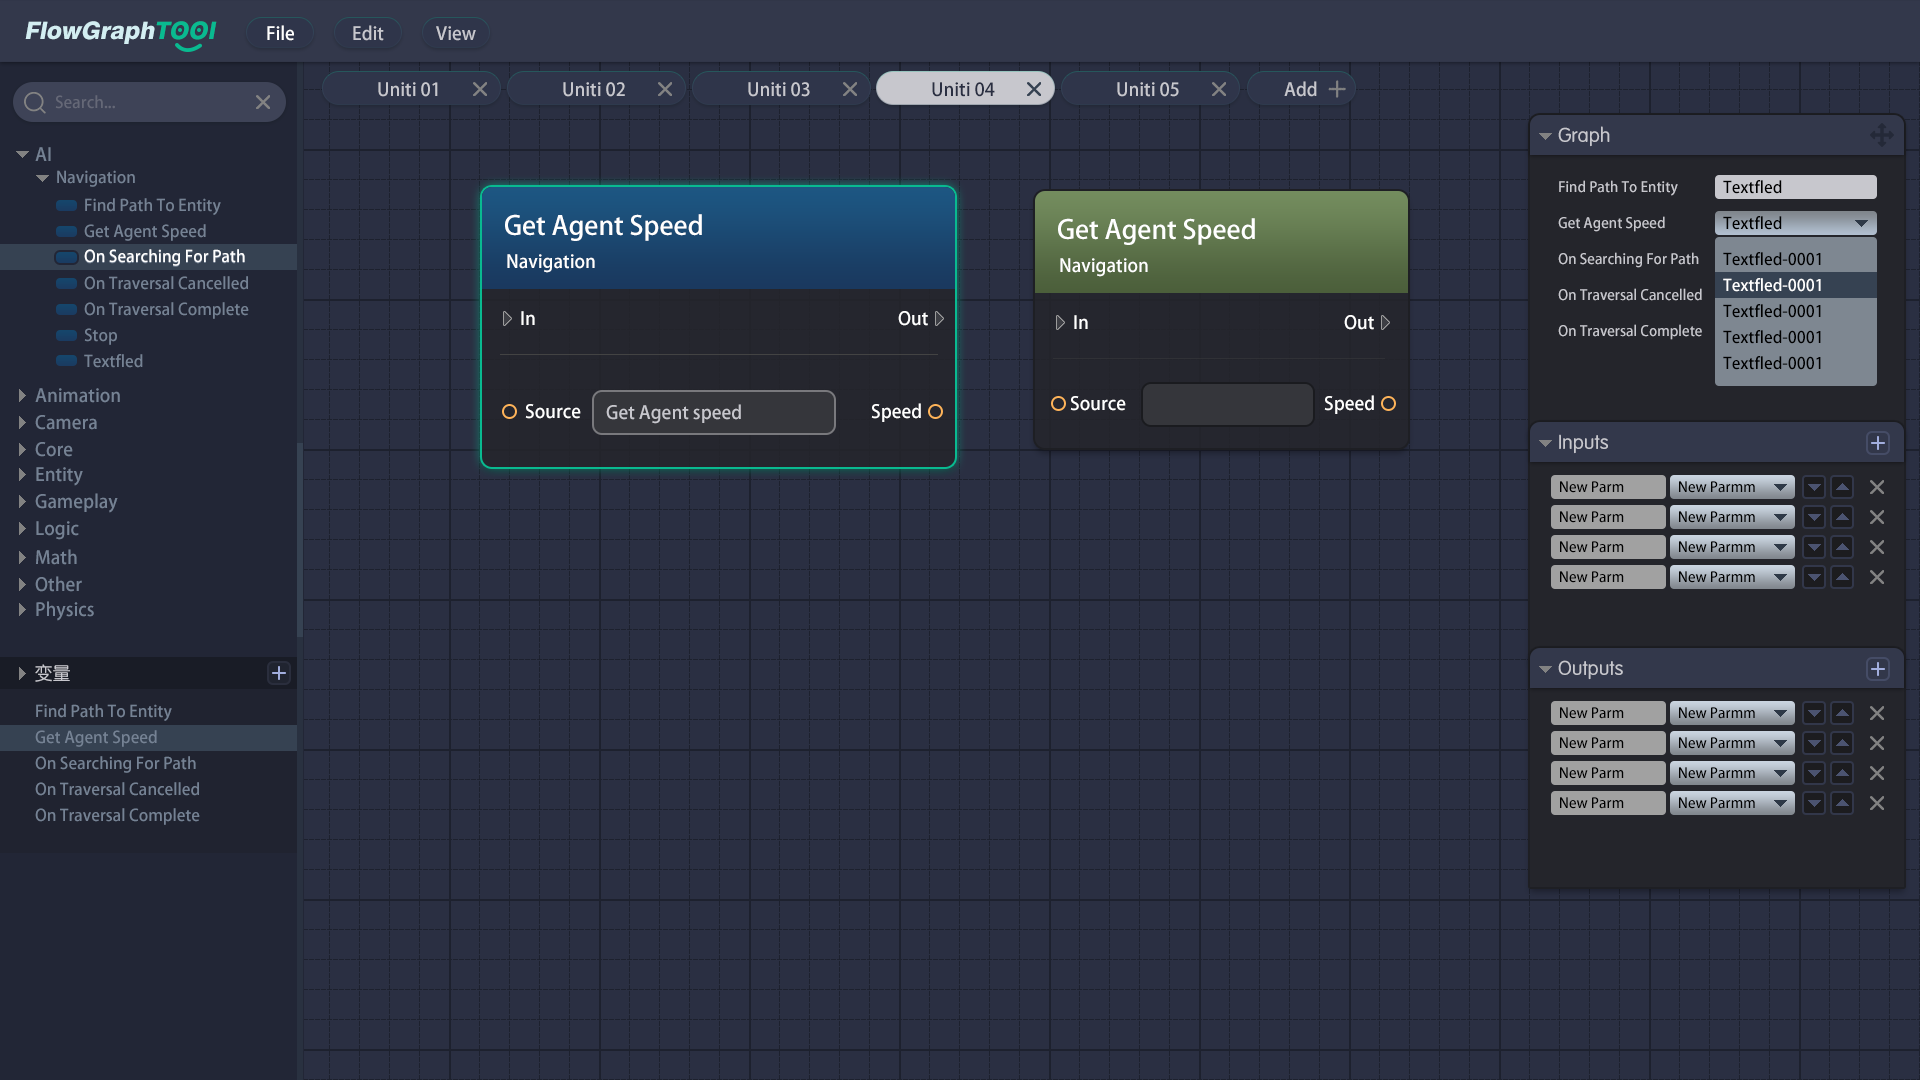 FlowGraphTOOl
File
Edit
View
Search...
AI
Navigation
Find Path To Entity
Get Agent Speed
On Searching For Path
On Traversal Cancelled
On Traversal Complete
Stop
Textfled
Animation
Camera
Core
Entity
Gameplay
Logic
Math
Other
Physics
变量
Find Path To Entity
Get Agent Speed
On Searching For Path
On Traversal Cancelled
On Traversal Complete
Uniti 01
Uniti 02
Uniti 03
Uniti 04
Uniti 05
Add
Get Agent Speed
Navigation
In
Out
Source
Get Agent speed
Speed
Get Agent Speed
Navigation
In
Out
Source
Speed
Graph
Find Path To Entity
Textfled
Get Agent Speed
Textfled
On Searching For Path
On Traversal Cancelled
On Traversal Complete
Textfled-0001
Textfled-0001
Textfled-0001
Textfled-0001
Textfled-0001
Inputs
New Parm New Parmm
New Parm New Parmm
New Parm New Parmm
New Parm New Parmm
Outputs
New Parm New Parmm
New Parm New Parmm
New Parm New Parmm
New Parm New Parmm